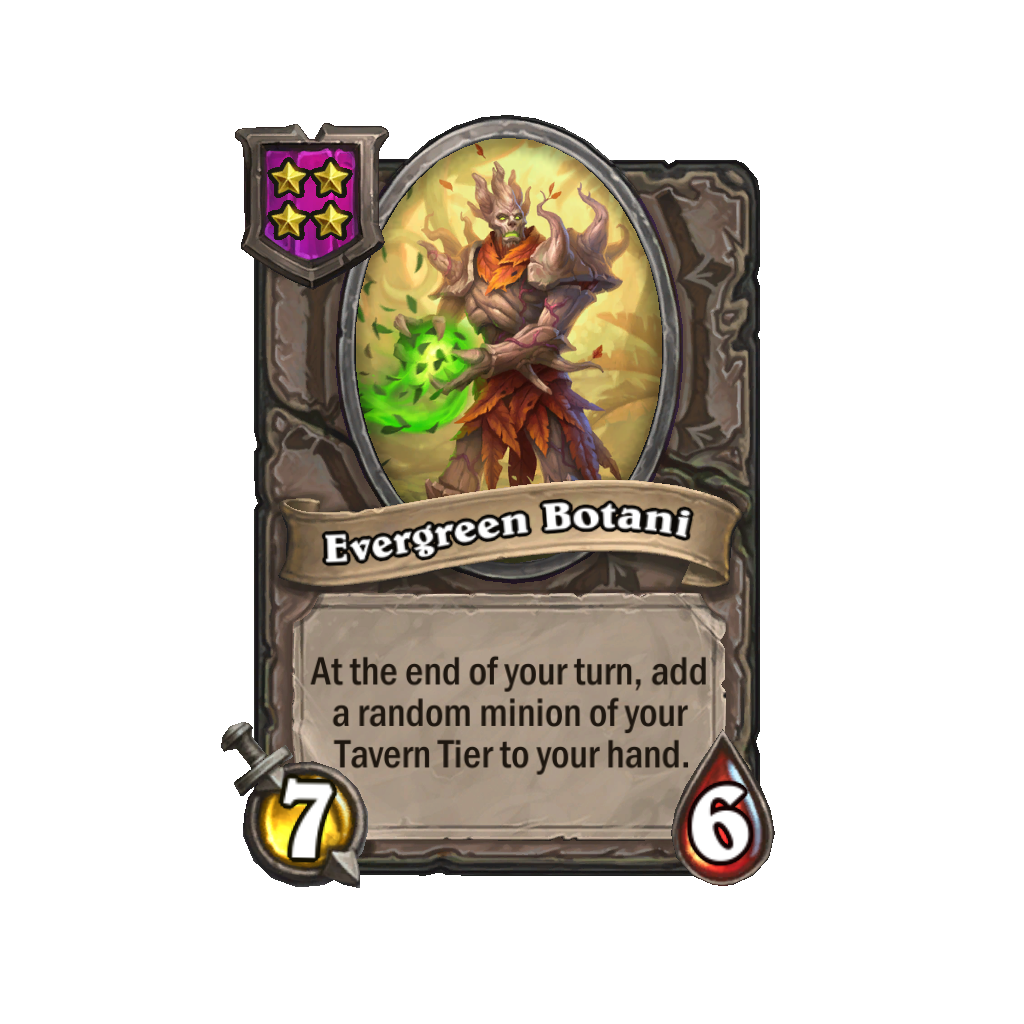 Evergreen Botani
At the end of your turn, add
a random minion of your
Tavern Tier to your hand.
7
6